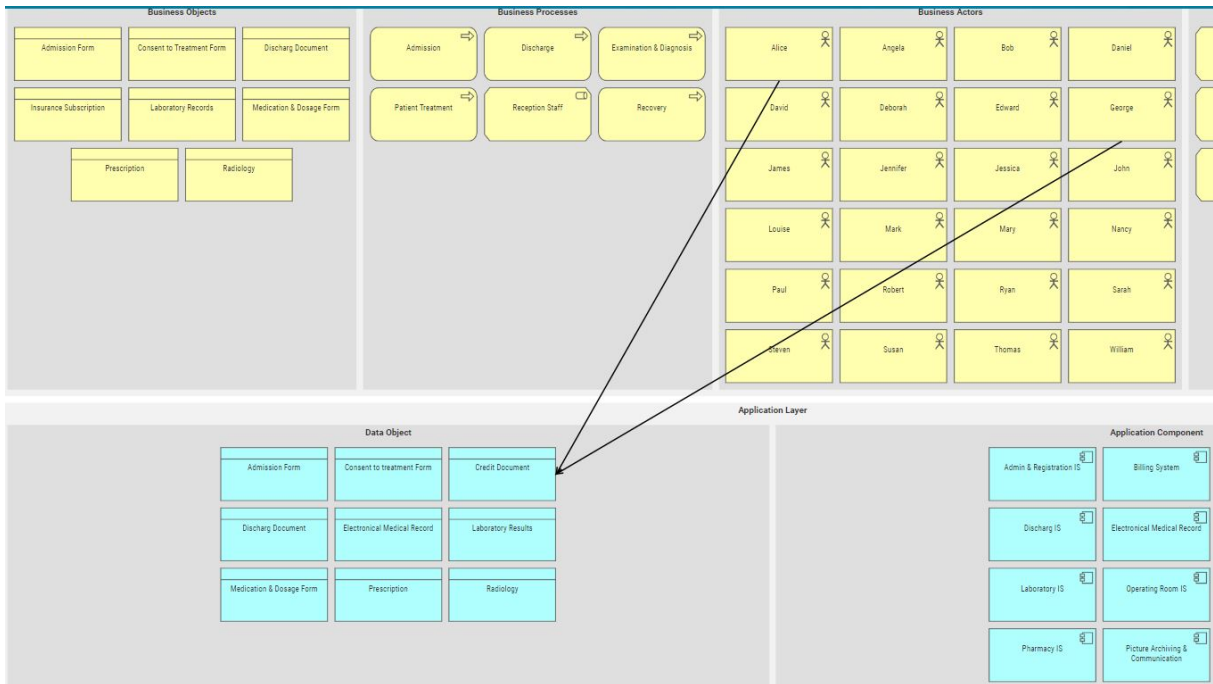 Business Objects
Business Processes
Business Actors
Admission Form
Consent to Treatment Form
Discharg Document
Insurance Subscription
Laboratory Records
Medication & Dosage Form
Prescription
Radiology
Admission
Discharge
Examination & Diagnosis
Patient Treatment
Reception Staff
Recovery
Alice
Angela
Bob
Daniel
David
Deborah
Edward
George
James
Jennifer
Jessica
John
Louise
Mark
Mary
Nancy
Paul
Robert
Ryan
Sarah
Steven
Susan
Thomas
William
Application Layer
Data Object
Application Component
Admission Form
Consent to treatment Form
Credit Document
Discharg Document
Electronical Medical Record
Laboratory Results
Medication & Dosage Form
Prescription
Radiology
Admin & Registration IS
Billing System
Discharg IS
Electronical Medical Record
Laboratory IS
Operating Room IS
Pharmacy IS
Picture Archiving &
Communication